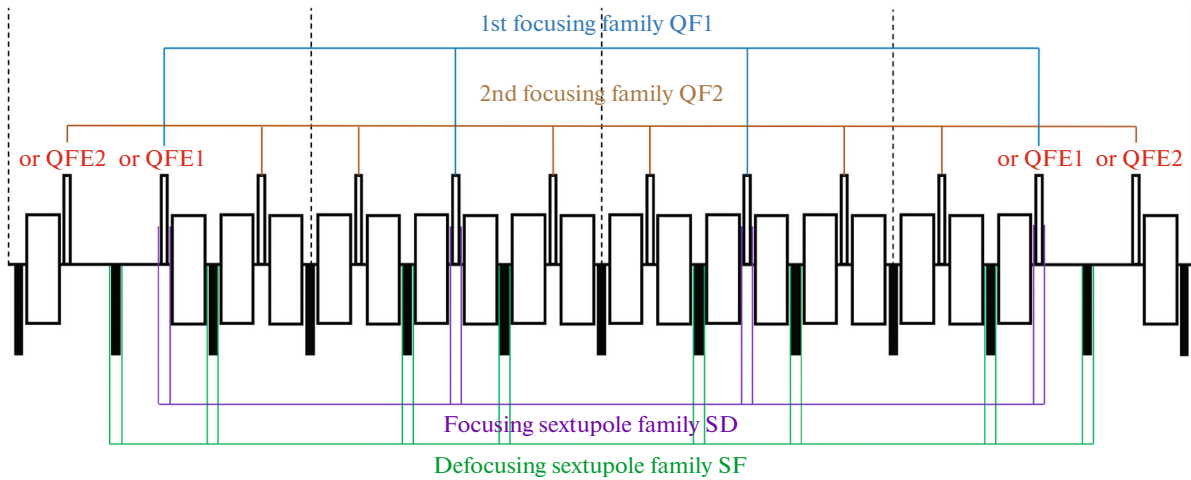 1st focusing family QF1
2nd focusing family QF2
or QFE2 or QFE1 or QFE1 or QFE2
Focusing sextupole family SD
Defocusing sextupole family SF